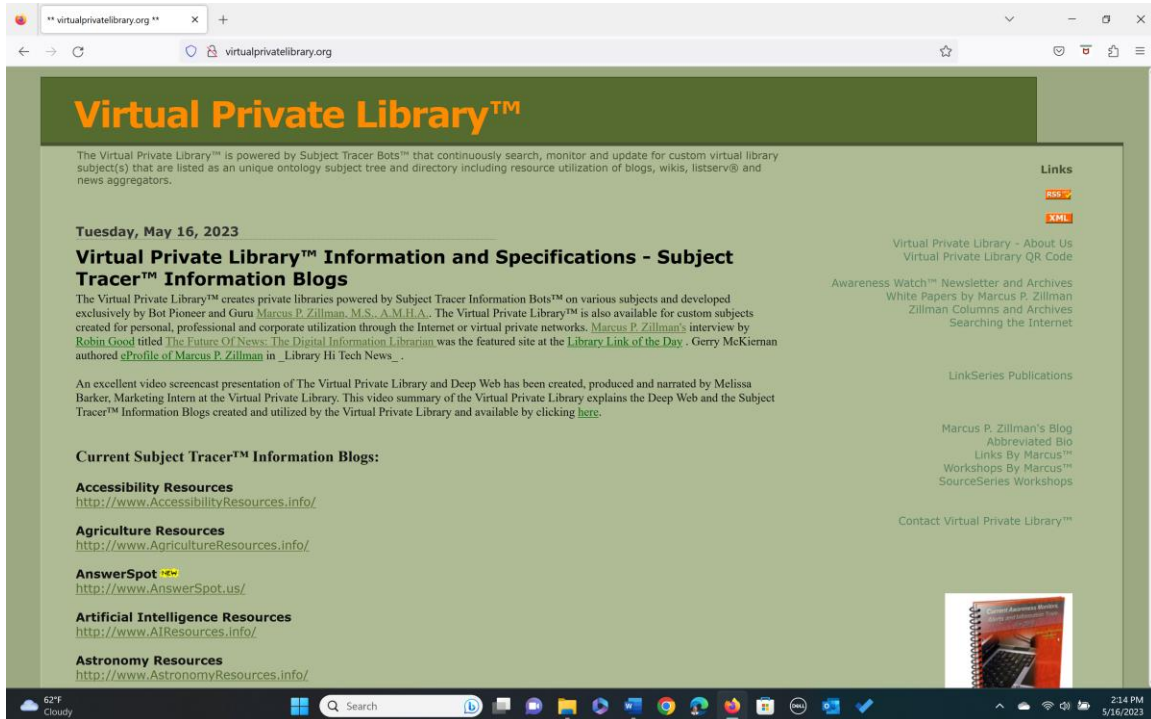 ** virtualprivatelibrary.org **
virtualprivatelibrary.org
Virtual Private Library™
The Virtual Private Library™ is powered by Subject Tracer Bots™ that continuously search, monitor and update for custom virtual library
subject(s) that are listed as an unique ontology subject tree and directory including resource utilization of blogs, wikis, listserv® and
news aggregators.
Tuesday, May 16, 2023
Virtual Private Library™ Information and Specifications - Subject
Tracer™ Information Blogs
The Virtual Private Library™ creates private libraries powered by Subject Tracer Information Bots™ on various subjects and developed
exclusively by Bot Pioneer and Guru Marcus P. Zillman, M.S., A.M.H.A.. The Virtual Private Library™ is also available for custom subjects
created for personal, professional and corporate utilization through the Internet or virtual private networks. Marcus P. Zillman's interview by
Robin Good titled The Future Of News: The Digital Information Librarian was the featured site at the Library Link of the Day . Gerry McKiernan
authored eProfile of Marcus P. Zillman in _Library Hi Tech News_ .
An excellent video screencast presentation of The Virtual Private Library and Deep Web has been created, produced and narrated by Melissa
Barker, Marketing Intern at the Virtual Private Library. This video summary of the Virtual Private Library explains the Deep Web and the Subject
Tracer™ Information Blogs created and utilized by the Virtual Private Library and available by clicking here.
Current Subject Tracer™ Information Blogs:
Accessibility Resources
http://www.AccessibilityResources.info/
Agriculture Resources
http://www.AgricultureResources.info/
AnswerSpot NEW
http://www.AnswerSpot.us/
Artificial Intelligence Resources
http://www.AIResources.info/
Astronomy Resources
http://www.AstronomyResources.info/
Links
RSS
XML
Virtual Private Library - About Us
Virtual Private Library QR Code
Awareness Watch™ Newsletter and Archives
White Papers by Marcus P. Zillman
Zillman Columns and Archives
Searching the Internet
LinkSeries Publications
Marcus P. Zillman's Blog
Abbreviated Bio
Links By Marcus™
Workshops By Marcus™
SourceSeries Workshops
Contact Virtual Private Library™
62°F
Cloudy
Search
DELL
2:14 PM
5/16/2023